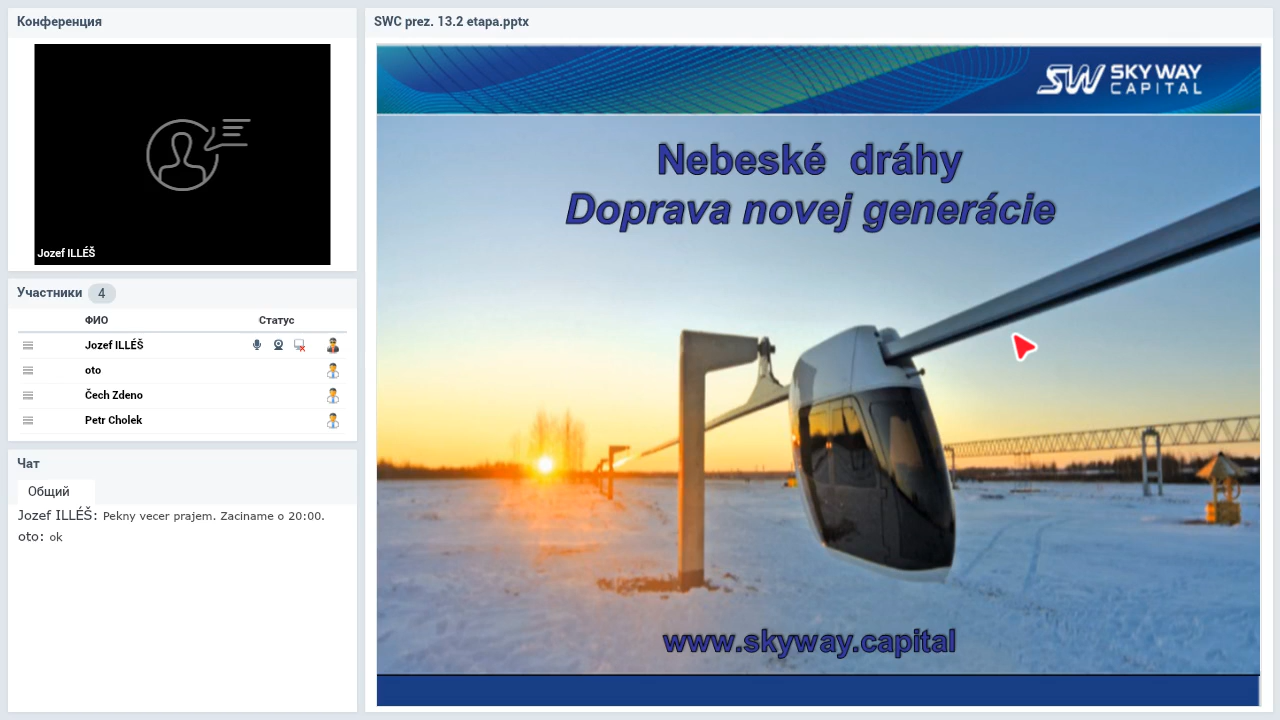 Конференция
Jozef ILLÉŠ
Участники 4
ФИО Статус
Jozef ILLÉŠ
oto
Čech Zdeno
Petr Cholek
Чат
Общий
Jozef ILLÉŠ: Pekny vecer prajem. Zaciname o 20:00.
oto: ok
SWC prez. 13.2 etapa.pptx
SW SKY WAY
CAPITAL
Nebeské dráhy
Doprava novej generácie
www.skyway.capital